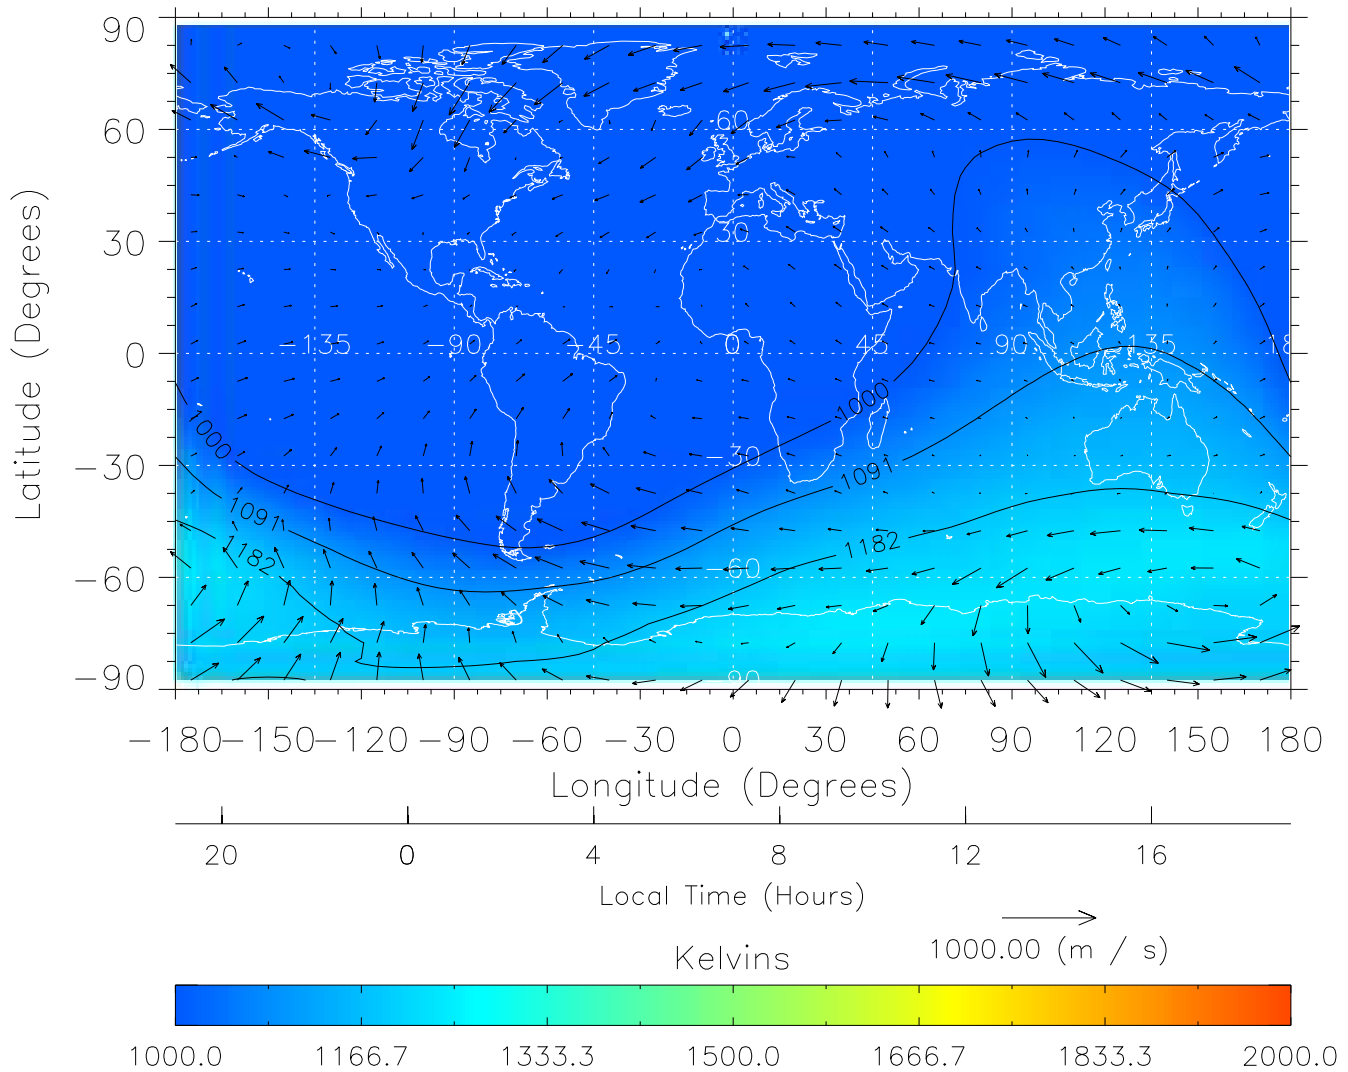 90
60
30
0
−30
−60
−90
Latitude (Degrees)
60
30
−135 −90 −45 0 45 90 135
−30
−60
1000
1000
1091
1091
1182
1182
−180 −150 −120 −90 −60 −30 0 30 60 90 120 150 180
Longitude (Degrees)
20 0 4 8 12 16
Local Time (Hours)
1000.00 (m / s)
Kelvins
1000.0 1166.7 1333.3 1500.0 1666.7 1833.3 2000.0